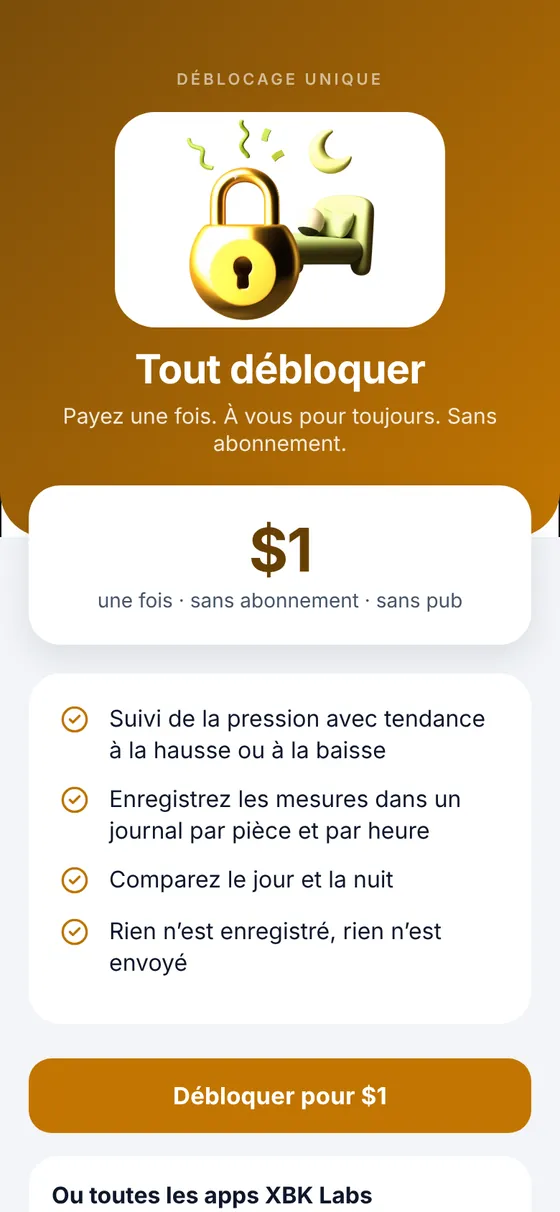 DÉBLOCAGE UNIQUE
Tout débloquer
Payez une fois. À vous pour toujours. Sans
abonnement.
$1
une fois · sans abonnement · sans pub
Suivi de la pression avec tendance
à la hausse ou à la baisse
Enregistrez les mesures dans un
journal par pièce et par heure
Comparez le jour et la nuit
Rien n’est enregistré, rien n’est
envoyé
Débloquer pour $1
Ou toutes les apps XBK Labs